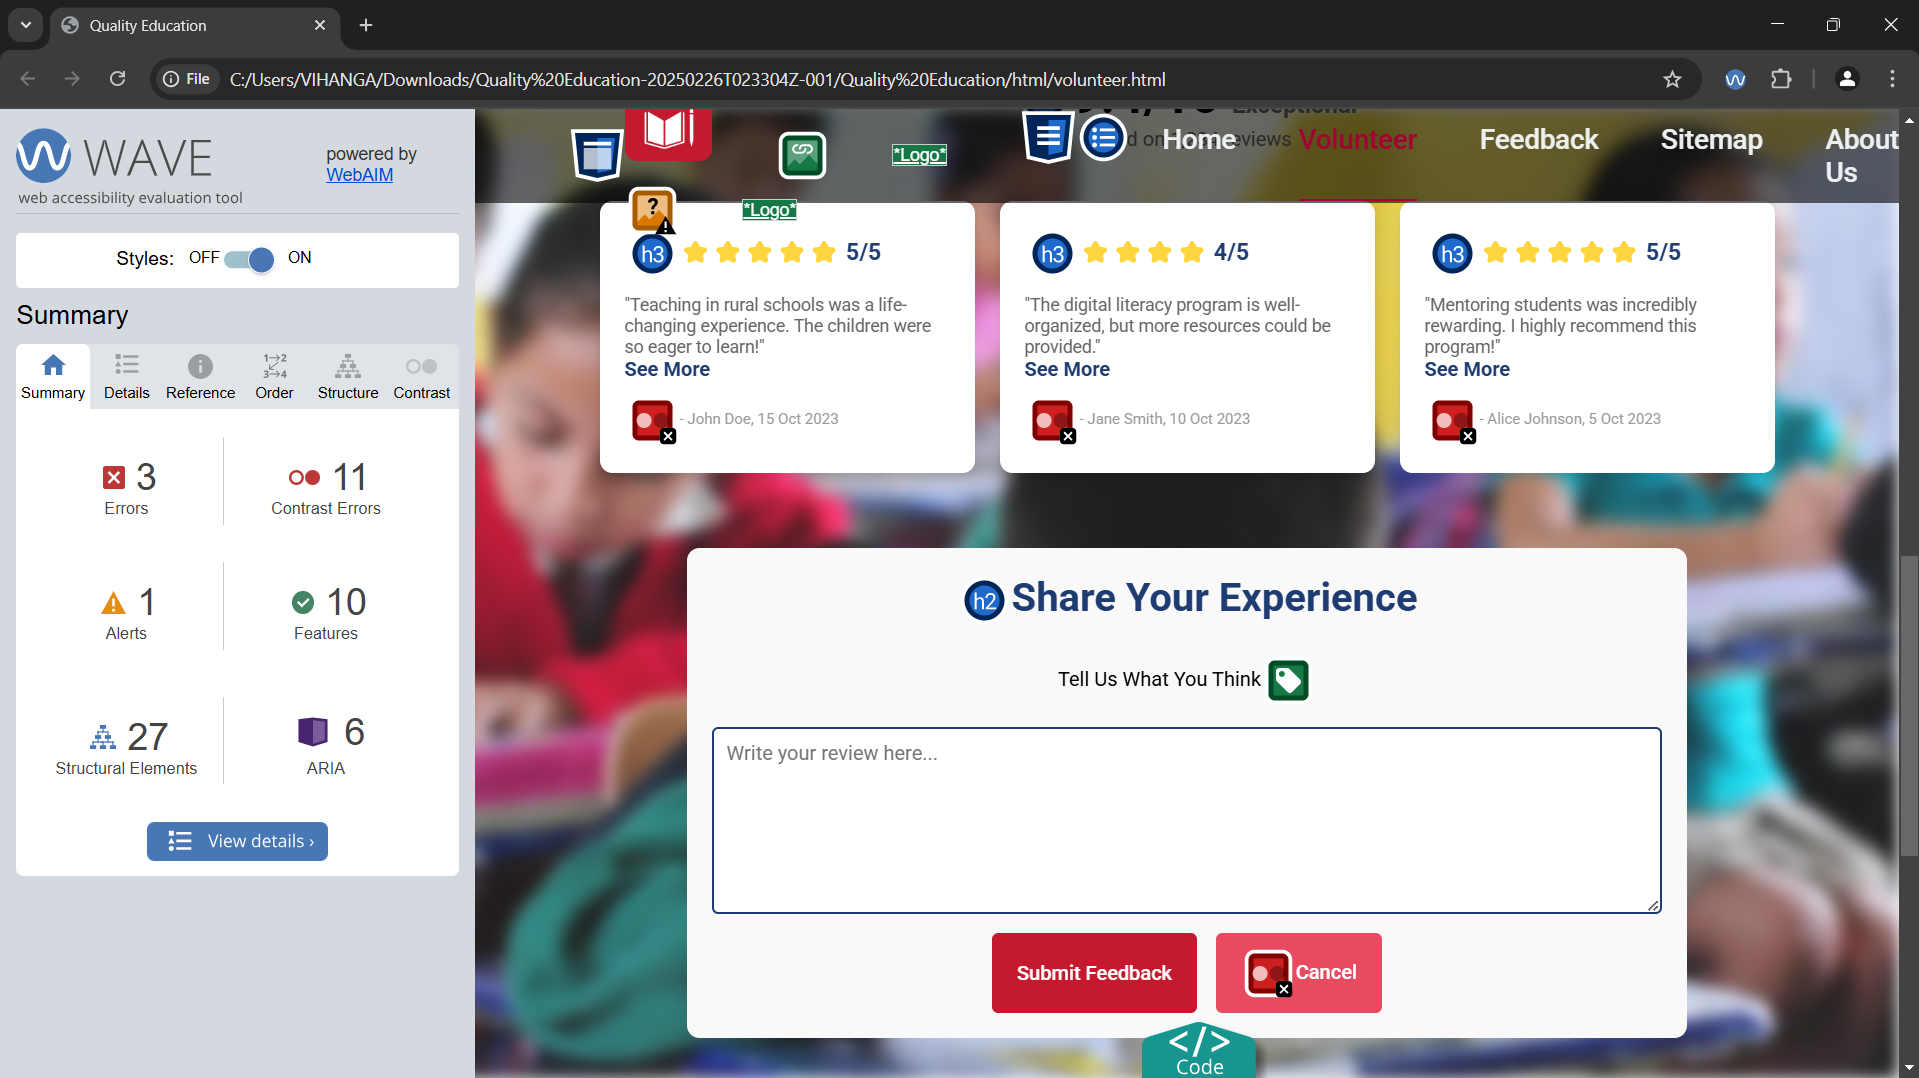 Quality Education
File
C:/Users/VIHANGA/Downloads/Quality%20Education-20250226T023304Z-001/Quality%20Education/html/volunteer.html
WAVE
web accessibility evaluation tool
powered by
WebAIM
Styles: OFF ON
Summary
Summary Details Reference Order Structure Contrast
3
Errors
11
Contrast Errors
1
Alerts
10
Features
27
Structural Elements
6
ARIA
View details ›
Exceptional
*Logo*
d on
eviews
Home
Volunteer
Feedback
Sitemap
About
Us
*Logo*
h3 5/5
"Teaching in rural schools was a life-
changing experience. The children were
so eager to learn!"
See More
- John Doe, 15 Oct 2023
h3 4/5
"The digital literacy program is well-
organized, but more resources could be
provided."
See More
- Jane Smith, 10 Oct 2023
h3 5/5
"Mentoring students was incredibly
rewarding. I highly recommend this
program!"
See More
- Alice Johnson, 5 Oct 2023
h2 Share Your Experience
Tell Us What You Think
Write your review here...
Submit Feedback
Cancel
</>
Code